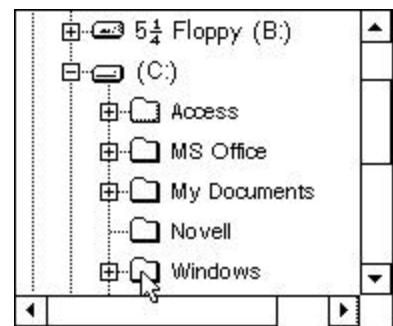 5¼ Floppy (B:)
(C:)
Access
MS Office
My Documents
Novell
Windows